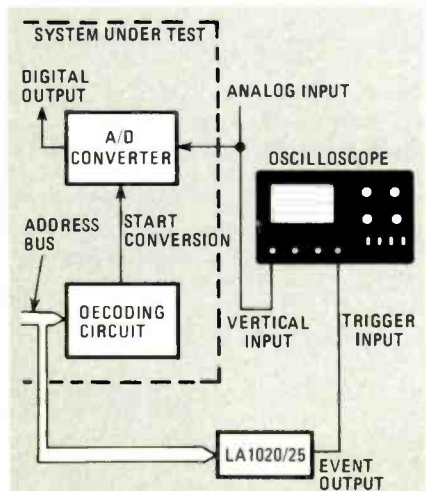 SYSTEM UNDER TEST
DIGITAL
OUTPUT
ANALOG INPUT
A/D
CONVERTER
OSCILLOSCOPE
ADDRESS
BUS
START
CONVERSION
DECODING
CIRCUIT
VERTICAL
INPUT
TRIGGER
INPUT
LA1020/25
EVENT
OUTPUT